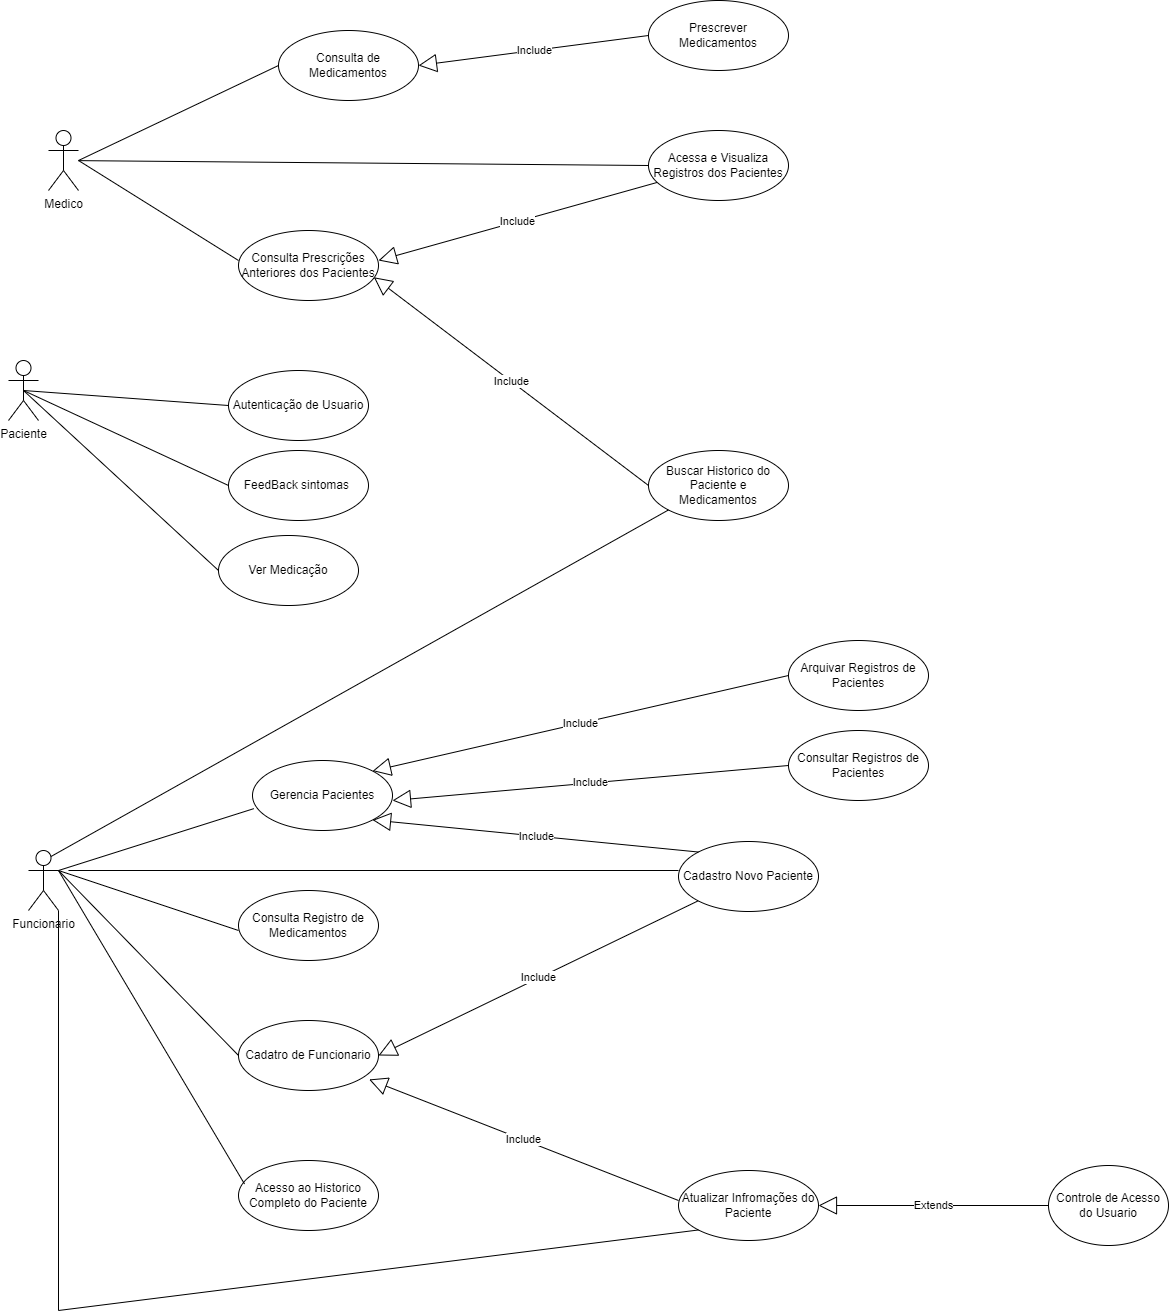 Prescrever
Medicamentos
Include
Consulta de
Medicamentos
Acessa e Visualiza
Registros dos Pacientes
Medico
Include
Consulta Prescrições
Anteriores dos Pacientes
Include
Autenticação de Usuario
Paciente
Buscar Historico do
Paciente e
Medicamentos
FeedBack sintomas
Ver Medicação
Arquivar Registros de
Pacientes
Include
Consultar Registros de
Pacientes
Include
Gerencia Pacientes
Include
Cadastro Novo Paciente
Funcionario
Consulta Registro de
Medicamentos
Include
Cadatro de Funcionario
Include
Acesso ao Historico
Completo do Paciente
Atualizar Infromações do
Paciente
Extends
Controle de Acesso
do Usuario